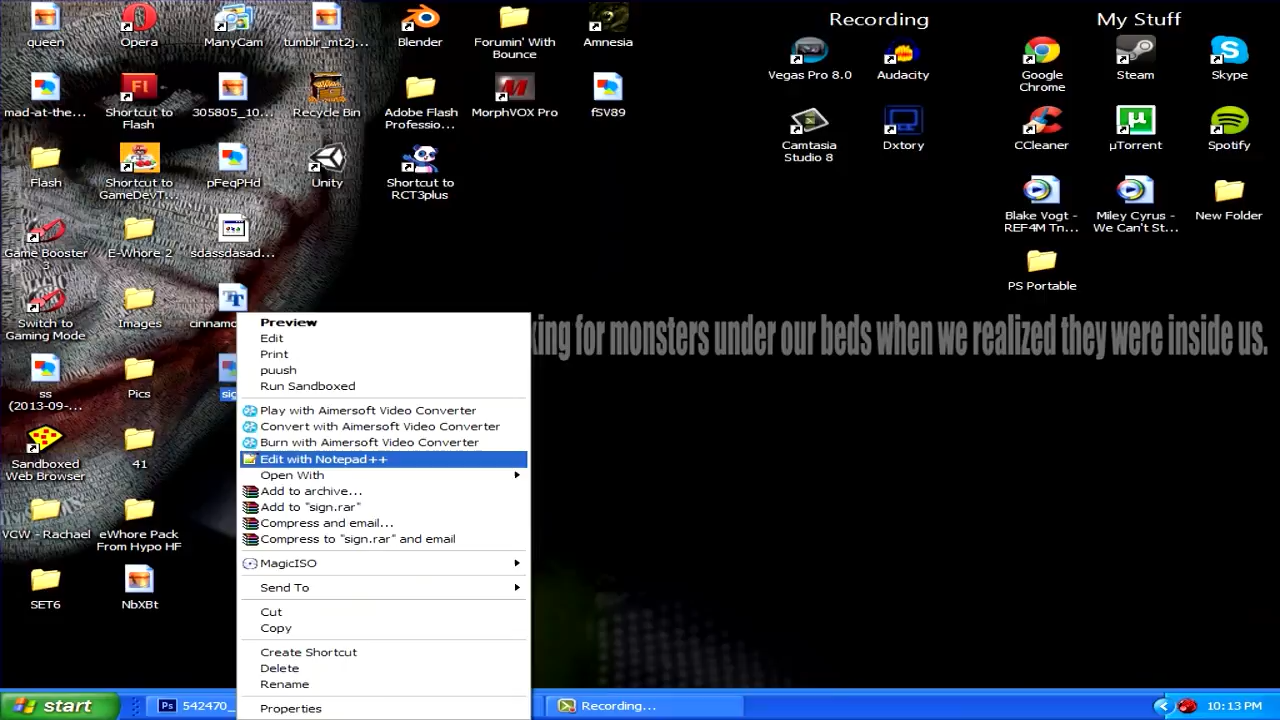 queen
Opera
ManyCam
tumblr_mt2j...
Blender
Forumin' With
Bounce
Amnesia
Recording
My Stuff
Vegas Pro 8.0
Audacity
Google
Chrome
Steam
Skype
mad-at-the-...
Shortcut to
Flash
305805_10...
Recycle Bin
Adobe Flash
Professio...
MorphVOX Pro
fSV89
Camtasia
Studio 8
Dxtory
CCleaner
µTorrent
Spotify
Flash
Shortcut to
GameDevT...
pFeqPHd
Unity
Shortcut to
RCT3plus
Blake Vogt -
REF4M Tn...
Miley Cyrus -
We Can't St...
New Folder
Game Booster
3
E-Whore 2
sdassdasad...
PS Portable
Switch to
Gaming Mode
Images
king for monsters under our beds when we realized they were inside us.
ss
(2013-09-...
Pics
Sandboxed
Web Browser
41
VCW - Rachael
eWhore Pack
From Hypo HF
SET6
NbXBt
Preview
Edit
Print
puush
Run Sandboxed
Play with Aimersoft Video Converter
Convert with Aimersoft Video Converter
Burn with Aimersoft Video Converter
Edit with Notepad++
Open With
Add to archive...
Add to "sign.rar"
Compress and email...
Compress to "sign.rar" and email
MagicISO
Send To
Cut
Copy
Create Shortcut
Delete
Rename
Properties
start
Ps 542470_
Recording...
10:13 PM